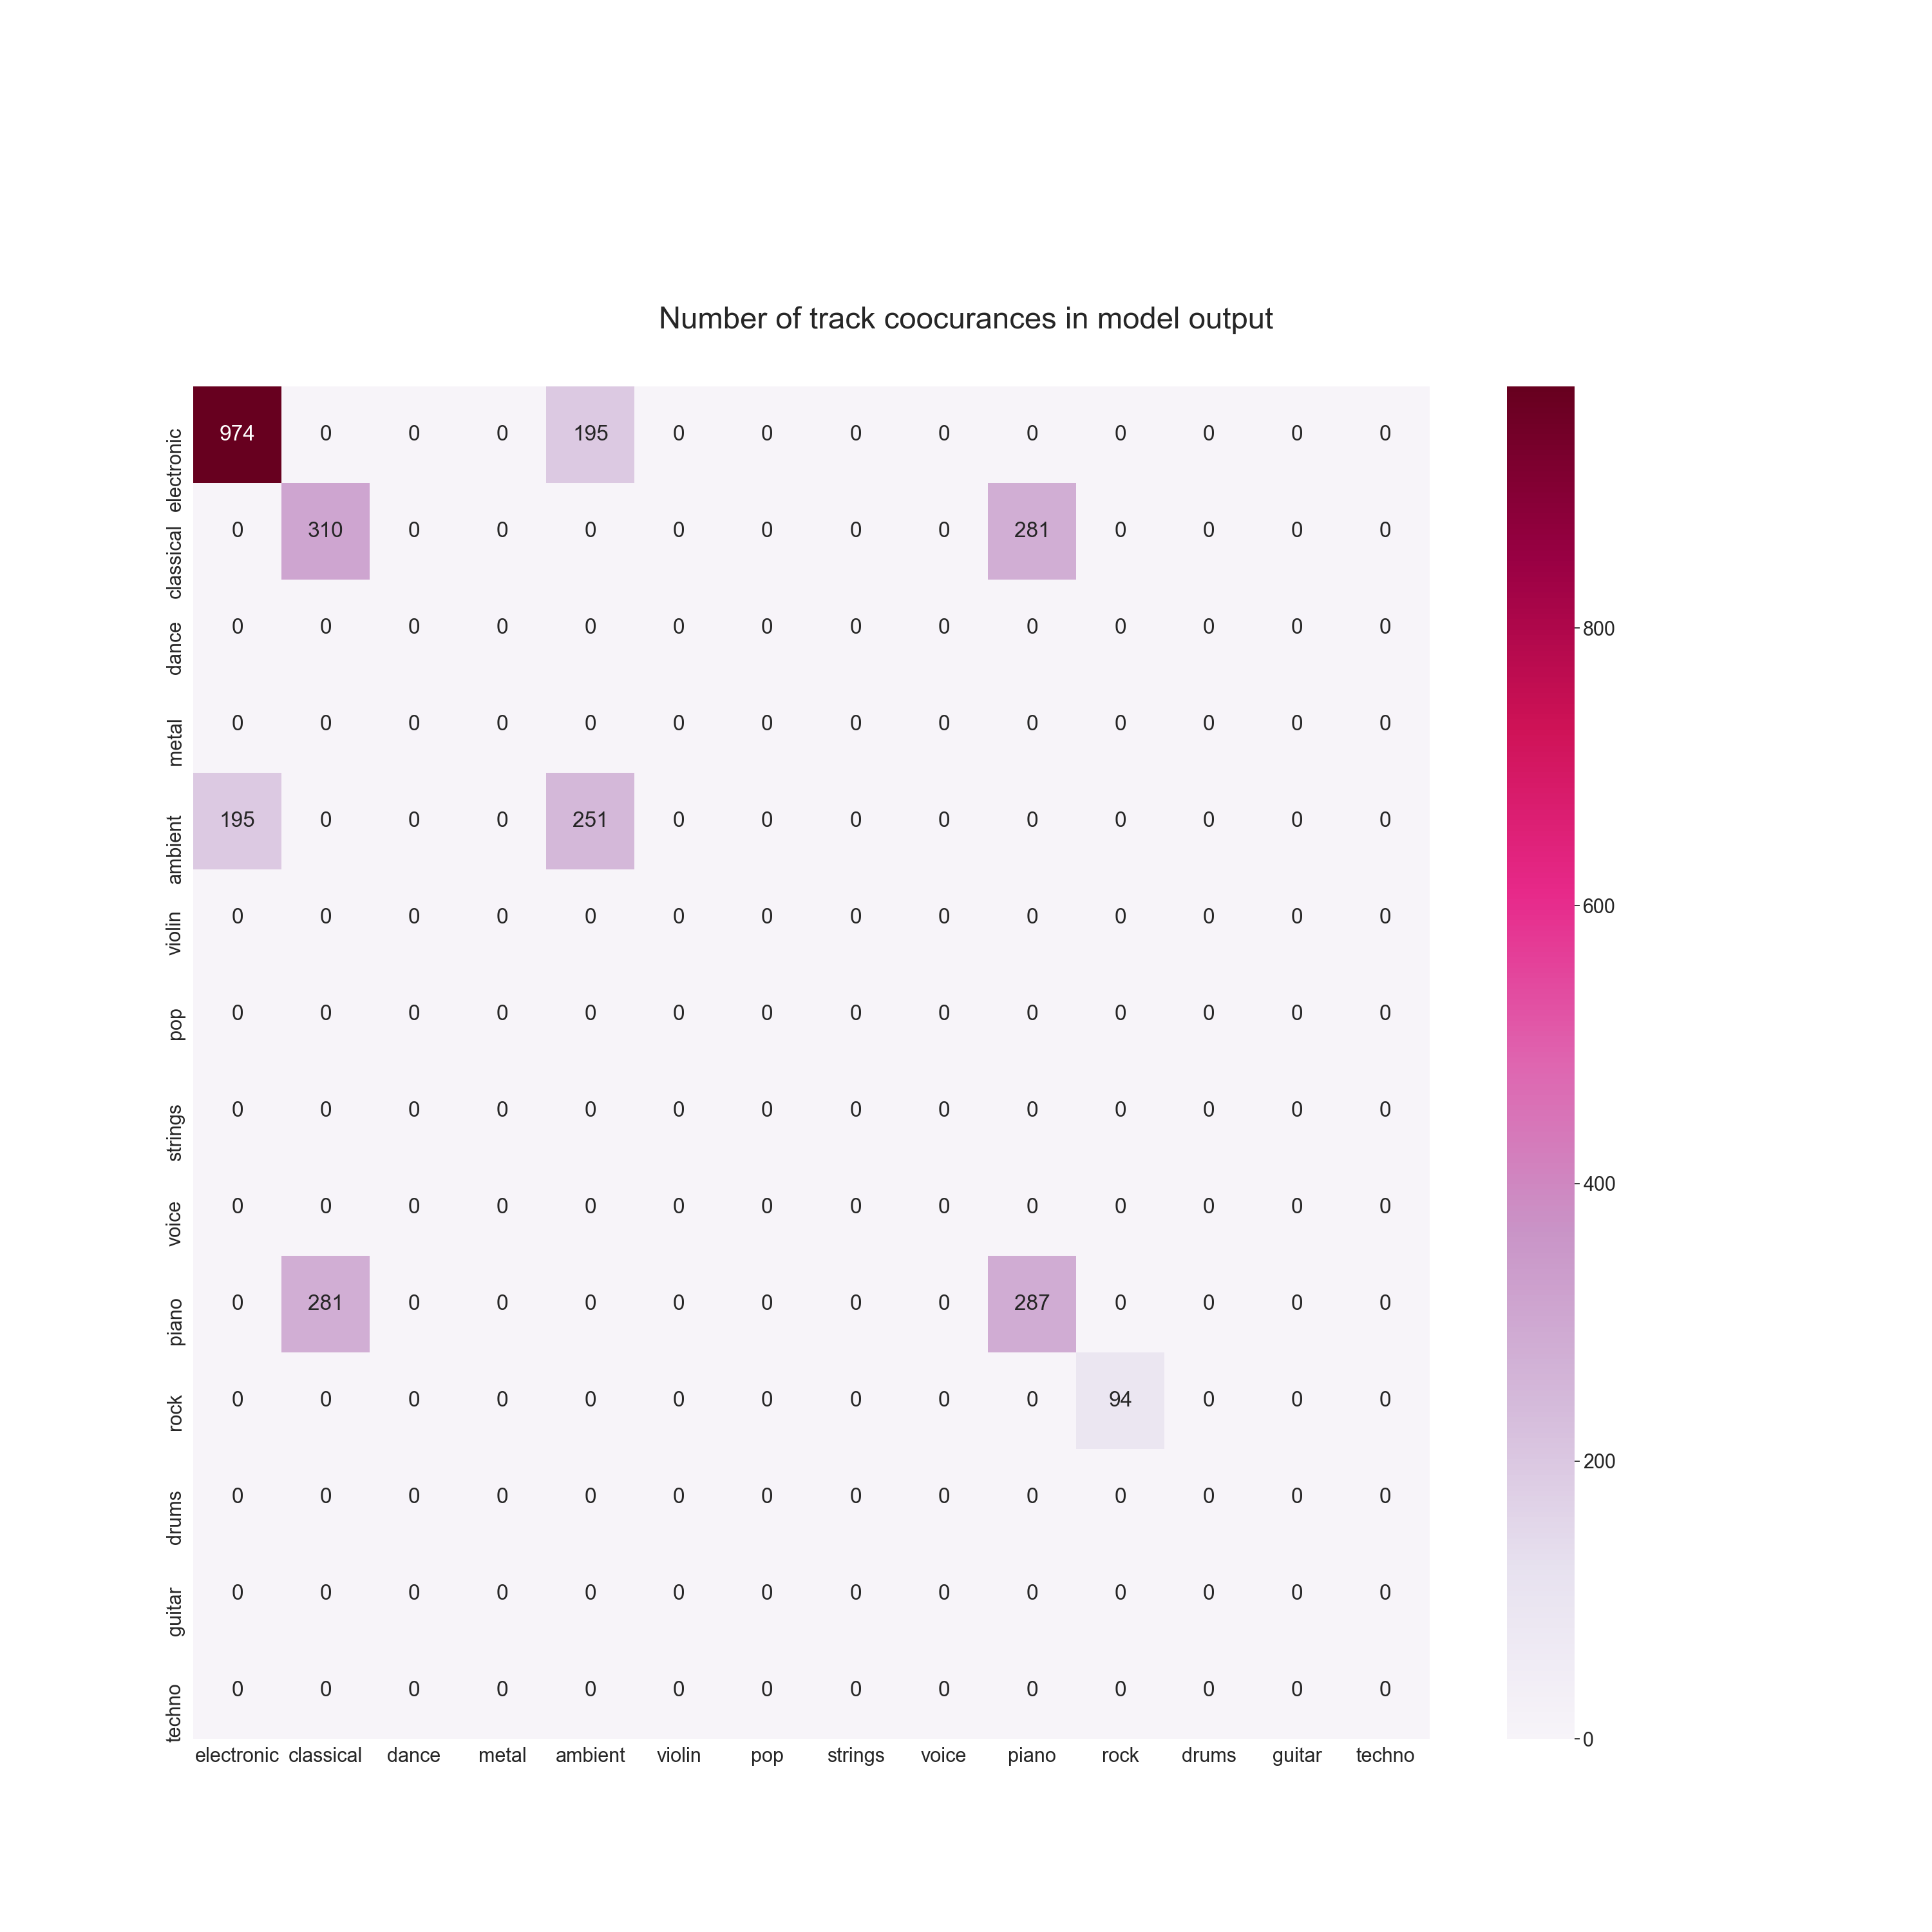 Number of track coocurances in model output
electronic 974 0 0 0 195 0 0 0 0 0 0 0 0 0
classical 0 310 0 0 0 0 0 0 0 281 0 0 0 0
dance 0 0 0 0 0 0 0 0 0 0 0 0 0 0
metal 0 0 0 0 0 0 0 0 0 0 0 0 0 0
ambient 195 0 0 0 251 0 0 0 0 0 0 0 0 0
violin 0 0 0 0 0 0 0 0 0 0 0 0 0 0
pop 0 0 0 0 0 0 0 0 0 0 0 0 0 0
strings 0 0 0 0 0 0 0 0 0 0 0 0 0 0
voice 0 0 0 0 0 0 0 0 0 0 0 0 0 0
piano 0 281 0 0 0 0 0 0 0 287 0 0 0 0
rock 0 0 0 0 0 0 0 0 0 0 94 0 0 0
drums 0 0 0 0 0 0 0 0 0 0 0 0 0 0
guitar 0 0 0 0 0 0 0 0 0 0 0 0 0 0
techno 0 0 0 0 0 0 0 0 0 0 0 0 0 0
electronic classical dance metal ambient violin pop strings voice piano rock drums guitar techno
800
600
400
200
0